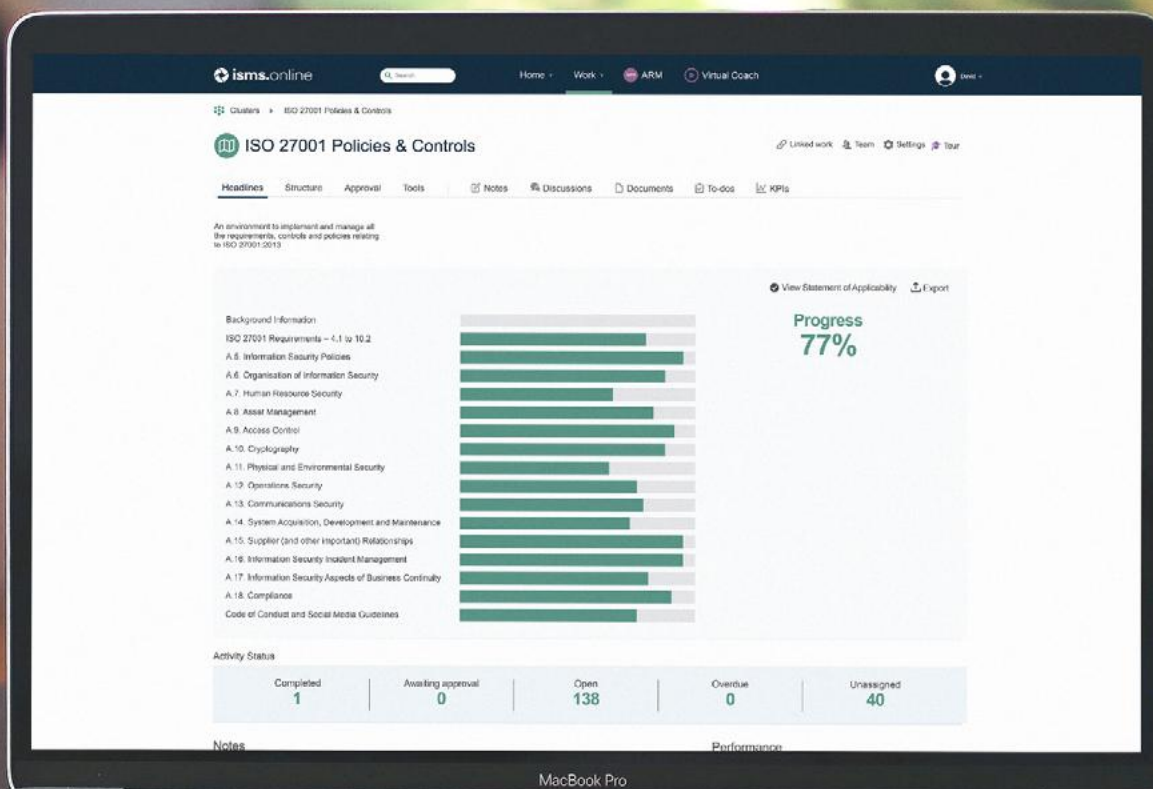 isms.online
Search
Home
Work
ARM
Virtual Coach
David
Clusters > ISO 27001 Policies & Controls
ISO 27001 Policies & Controls
Linked work
Team
Settings
Tour
Headlines
Structure
Approval
Tools
Notes
Discussions
Documents
To-dos
KPIs
An environment to implement and manage all
the requirements, controls and policies relating
to ISO 27001:2013
View Statement of Applicability
Export
Progress
77%
Background Information
ISO 27001 Requirements – 4.1 to 10.2
A.5. Information Security Policies
A.6. Organisation of Information Security
A.7. Human Resource Security
A.8. Asset Management
A.9. Access Control
A.10. Cryptography
A.11. Physical and Environmental Security
A.12. Operations Security
A.13. Communications Security
A.14. System Acquisition, Development and Maintenance
A.15. Supplier (and other important) Relationships
A.16. Information Security Incident Management
A.17. Information Security Aspects of Business Continuity
A.18. Compliance
Code of Conduct and Social Media Guidelines
Activity Status
Completed
1
Awaiting approval
0
Open
138
Overdue
0
Unassigned
40
Notes
Performance
MacBook Pro